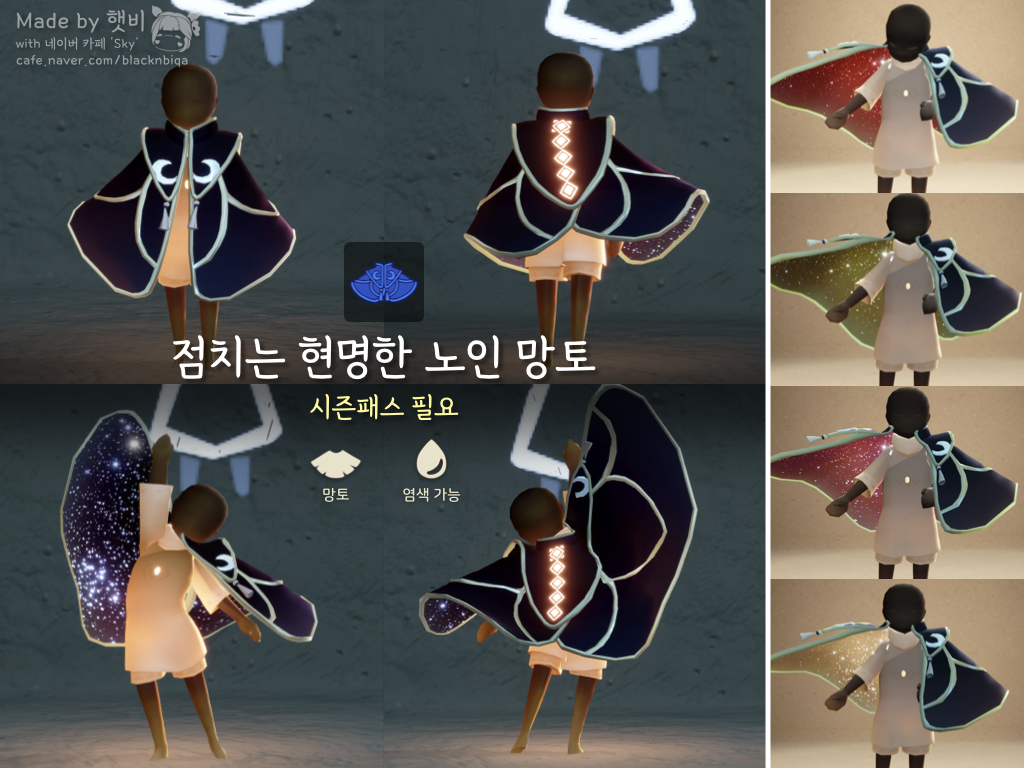 Made by 햇비
with 네이버 카페 'Sky'
cafe.naver.com/blacknbiqa
점치는 현명한 노인 망토
시즌패스 필요
망토
염색 가능